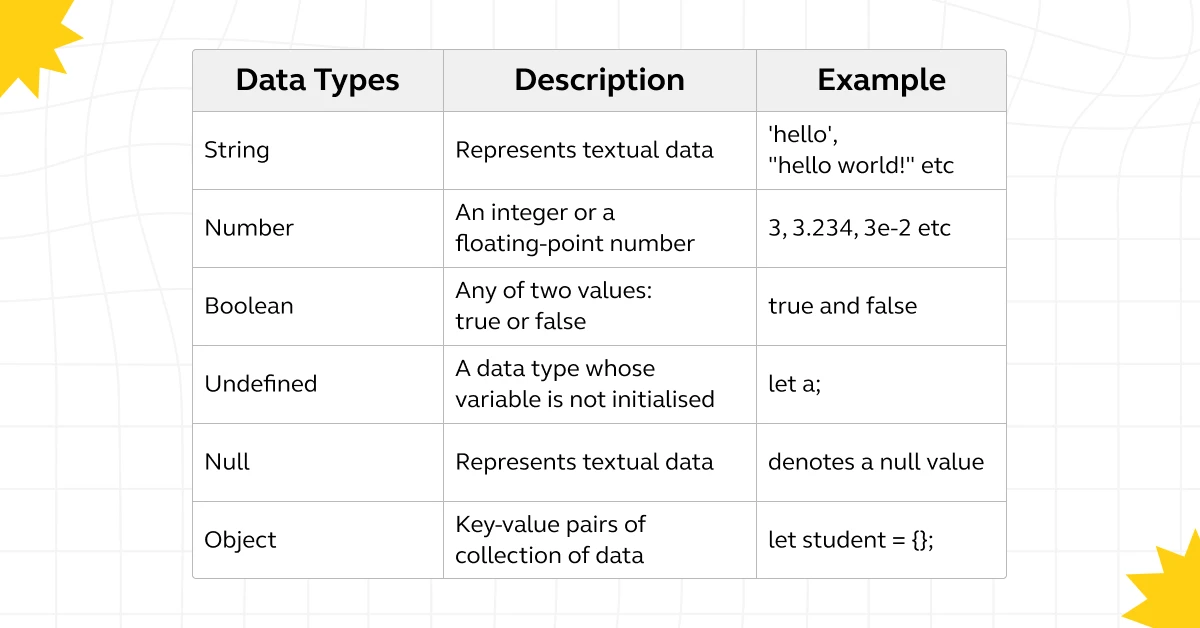 Data Types Description Example
String Represents textual data 'hello',
"hello world!" etc
Number An integer or a
floating-point number 3, 3.234, 3e-2 etc
Boolean Any of two values:
true or false true and false
Undefined A data type whose
variable is not initialised let a;
Null Represents textual data denotes a null value
Object Key-value pairs of
collection of data let student = {};